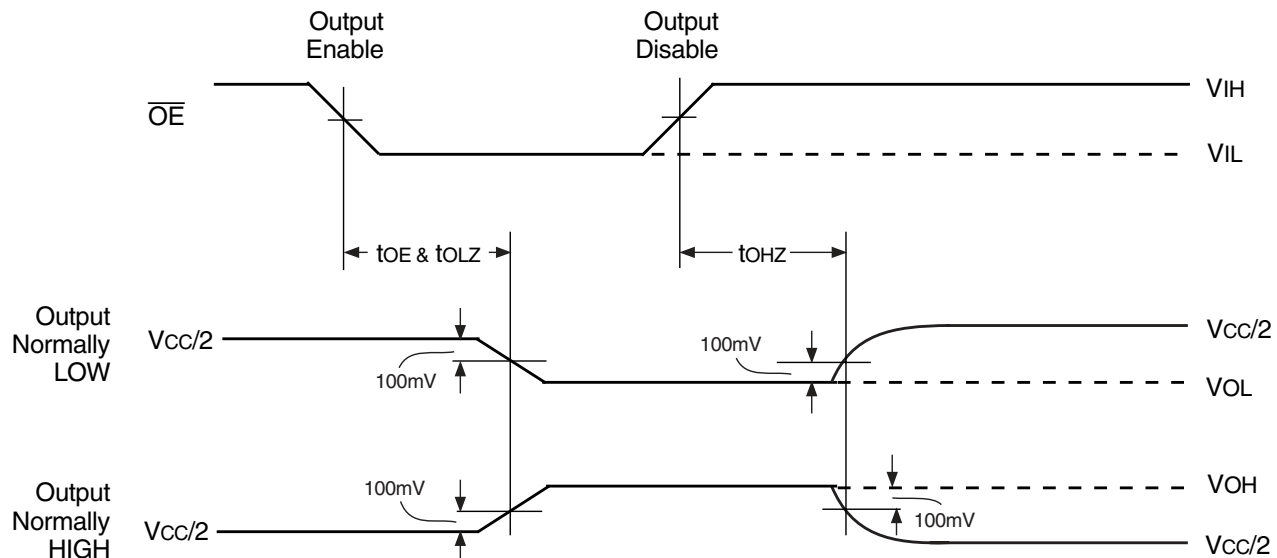 Output
Enable
Output
Disable
OE
VIH
VIL
tOE & tOLZ
tOHZ
Output
Normally
LOW
VCC/2
100mV
100mV
VCC/2
VOL
Output
Normally
HIGH
VCC/2
100mV
VOH
100mV
VCC/2